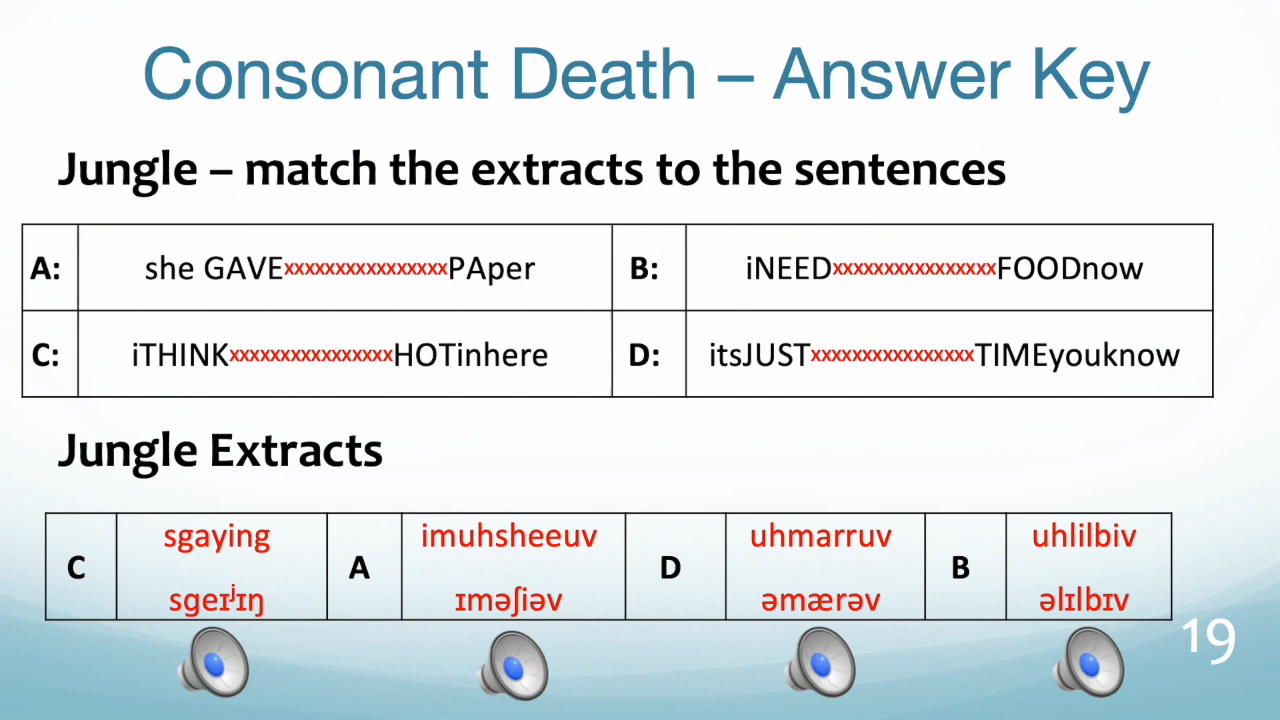 Consonant Death – Answer Key
Jungle – match the extracts to the sentences
A: she GAVExxxxxxxxxxxxxxxxPAper B: iNEEDxxxxxxxxxxxxxxxxFOODnow
C: iTHINKxxxxxxxxxxxxxxxxHOTinhere D: itsJUSTxxxxxxxxxxxxxxxxTIMEyouknow
Jungle Extracts
C sgaying A imuhsheeuv D uhmarruv B uhlilbiv
sgeɪʲɪŋ ɪməʃiəv əmærəv əlɪlbɪv
19